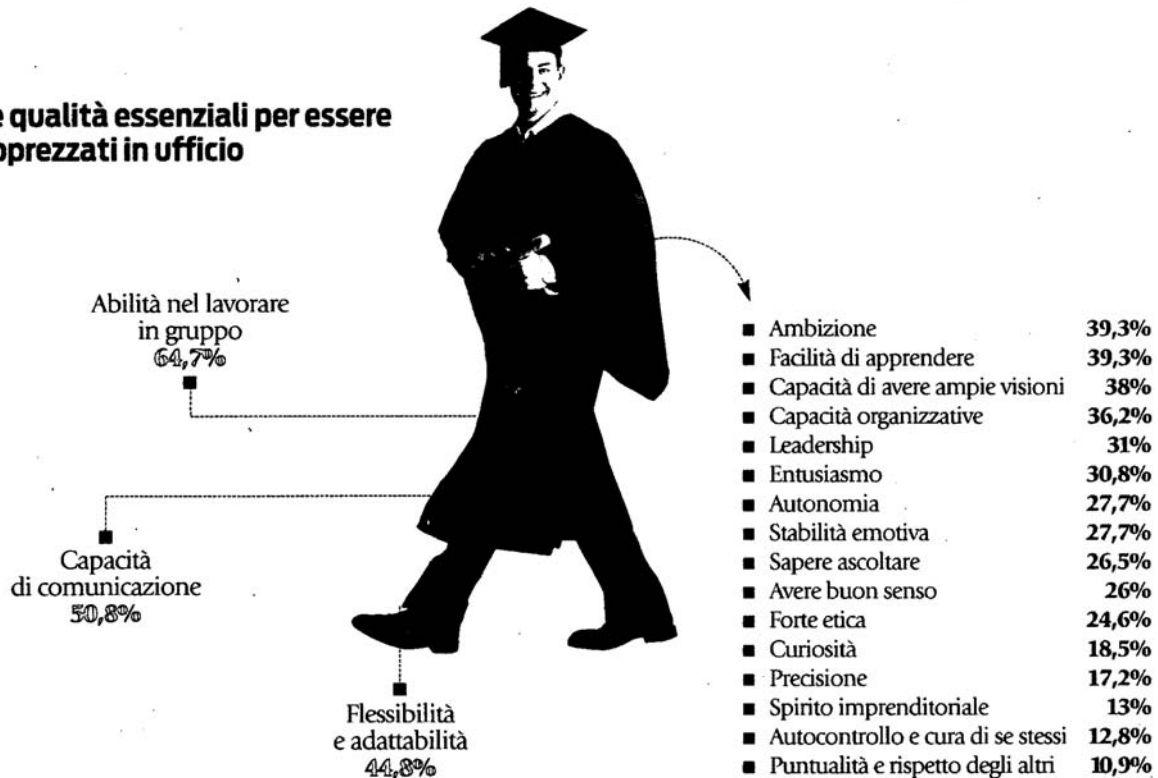 e qualità essenziali per essere
pprezzati in ufficio
Abilità nel lavorare
in gruppo
64,7%
Capacità
di comunicazione
50,8%
Flessibilità
e adattabilità
44,8%
■ Ambizione 39,3%
■ Facilità di apprendere 39,3%
■ Capacità di avere ampie visioni 38%
■ Capacità organizzative 36,2%
■ Leadership 31%
■ Entusiasmo 30,8%
■ Autonomia 27,7%
■ Stabilità emotiva 27,7%
■ Sapere ascoltare 26,5%
■ Avere buon senso 26%
■ Forte etica 24,6%
■ Curiosità 18,5%
■ Precisione 17,2%
■ Spirito imprenditoriale 13%
■ Autocontrollo e cura di se stessi 12,8%
■ Puntualità e rispetto degli altri 10,9%